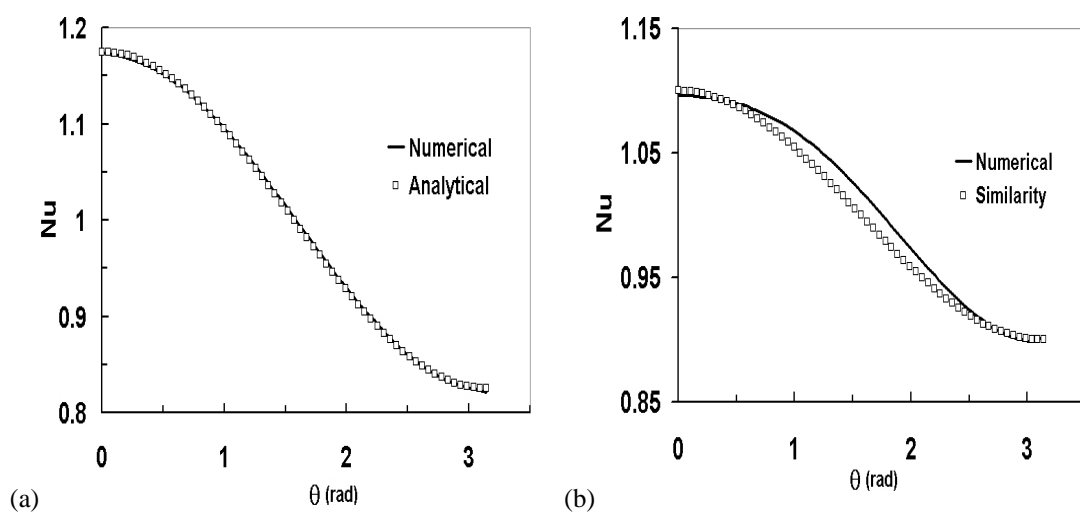 1.2
1.1
1
0.9
0.8
Nu
Numerical
Analytical
0 1 2 3
θ (rad)
(a)
1.15
1.05
0.95
0.85
Nu
Numerical
Similarity
0 1 2 3
θ (rad)
(b)